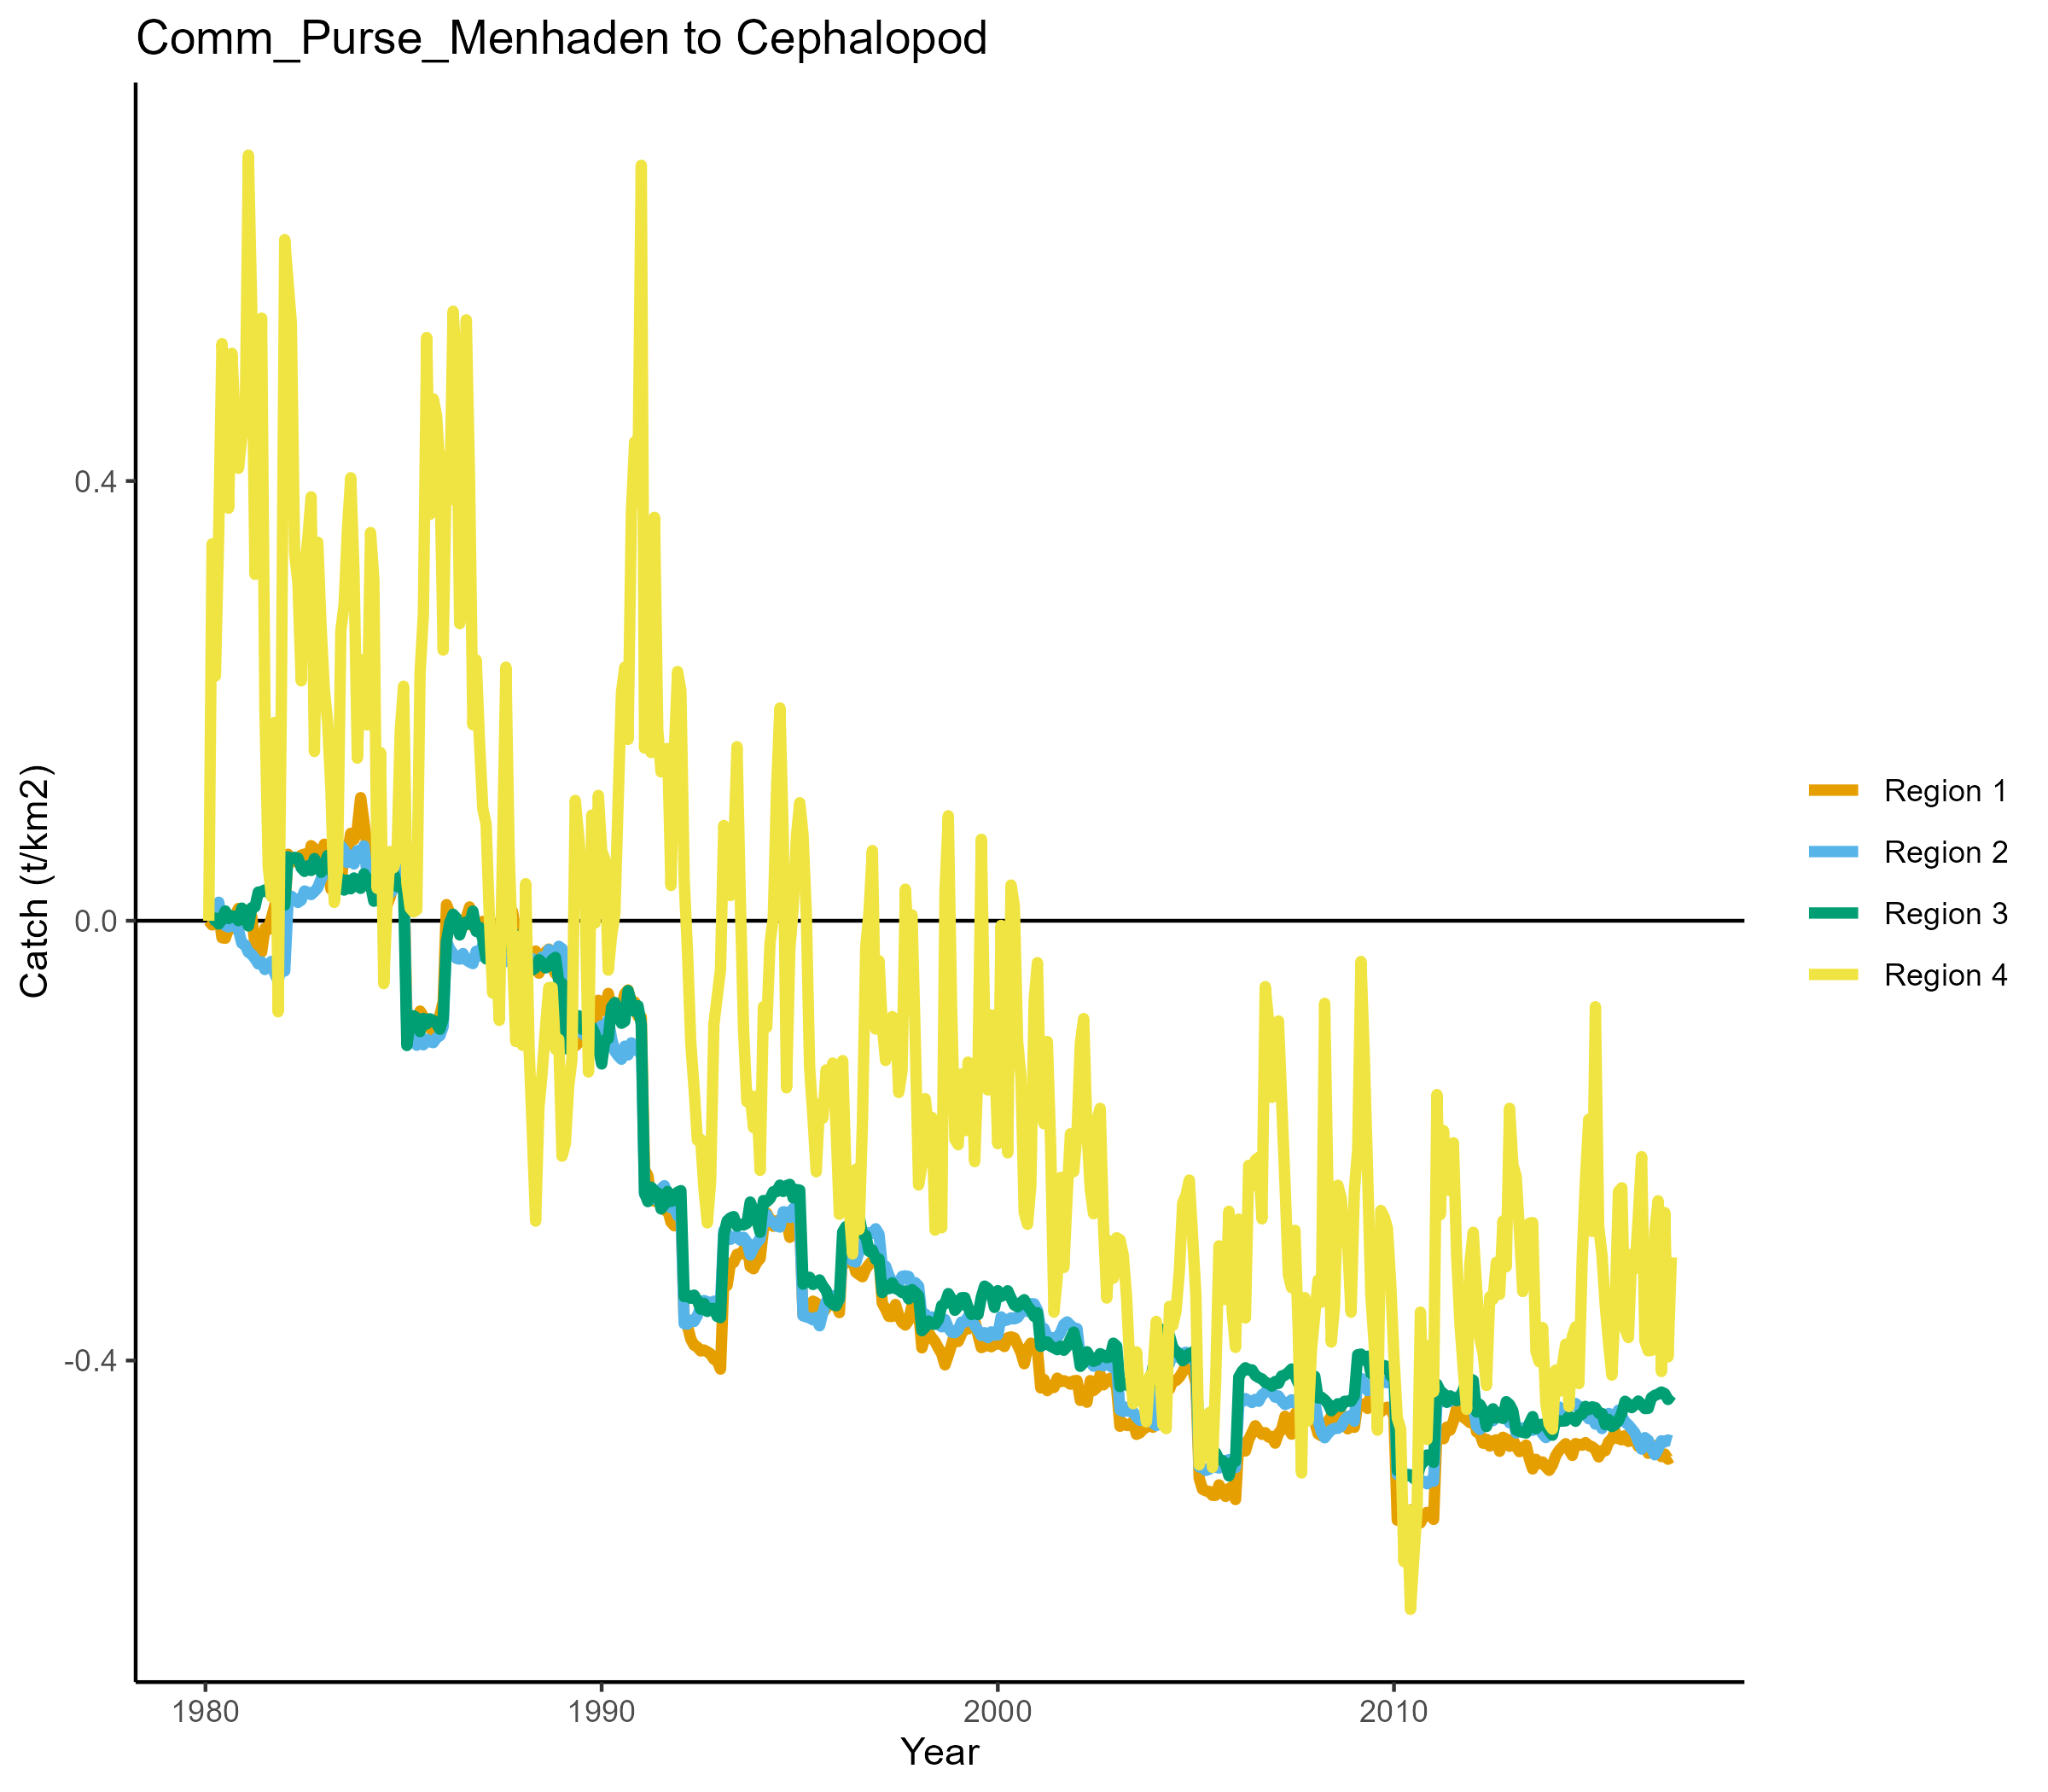 Comm_Purse_Menhaden to Cephalopod
Catch (t/km2)
0.4
0.0
-0.4
1980
1990
2000
2010
Year
Region 1
Region 2
Region 3
Region 4